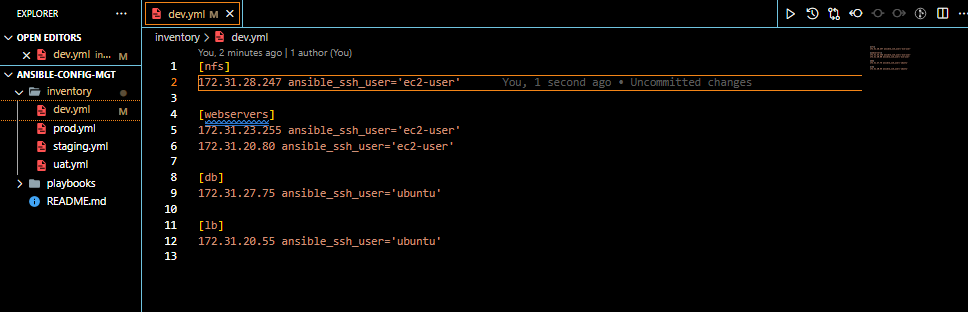 EXPLORER ...
OPEN EDITORS
dev.yml in... M
ANSIBLE-CONFIG-MGT
inventory
dev.yml M
prod.yml
staging.yml
uat.yml
playbooks
README.md
dev.yml M
inventory > dev.yml
You, 2 minutes ago | 1 author (You)
1 [nfs]
2 172.31.28.247 ansible_ssh_user='ec2-user' You, 1 second ago • Uncommitted changes
3
4 [webservers]
5 172.31.23.255 ansible_ssh_user='ec2-user'
6 172.31.20.80 ansible_ssh_user='ec2-user'
7
8 [db]
9 172.31.27.75 ansible_ssh_user='ubuntu'
10
11 [lb]
12 172.31.20.55 ansible_ssh_user='ubuntu'
13